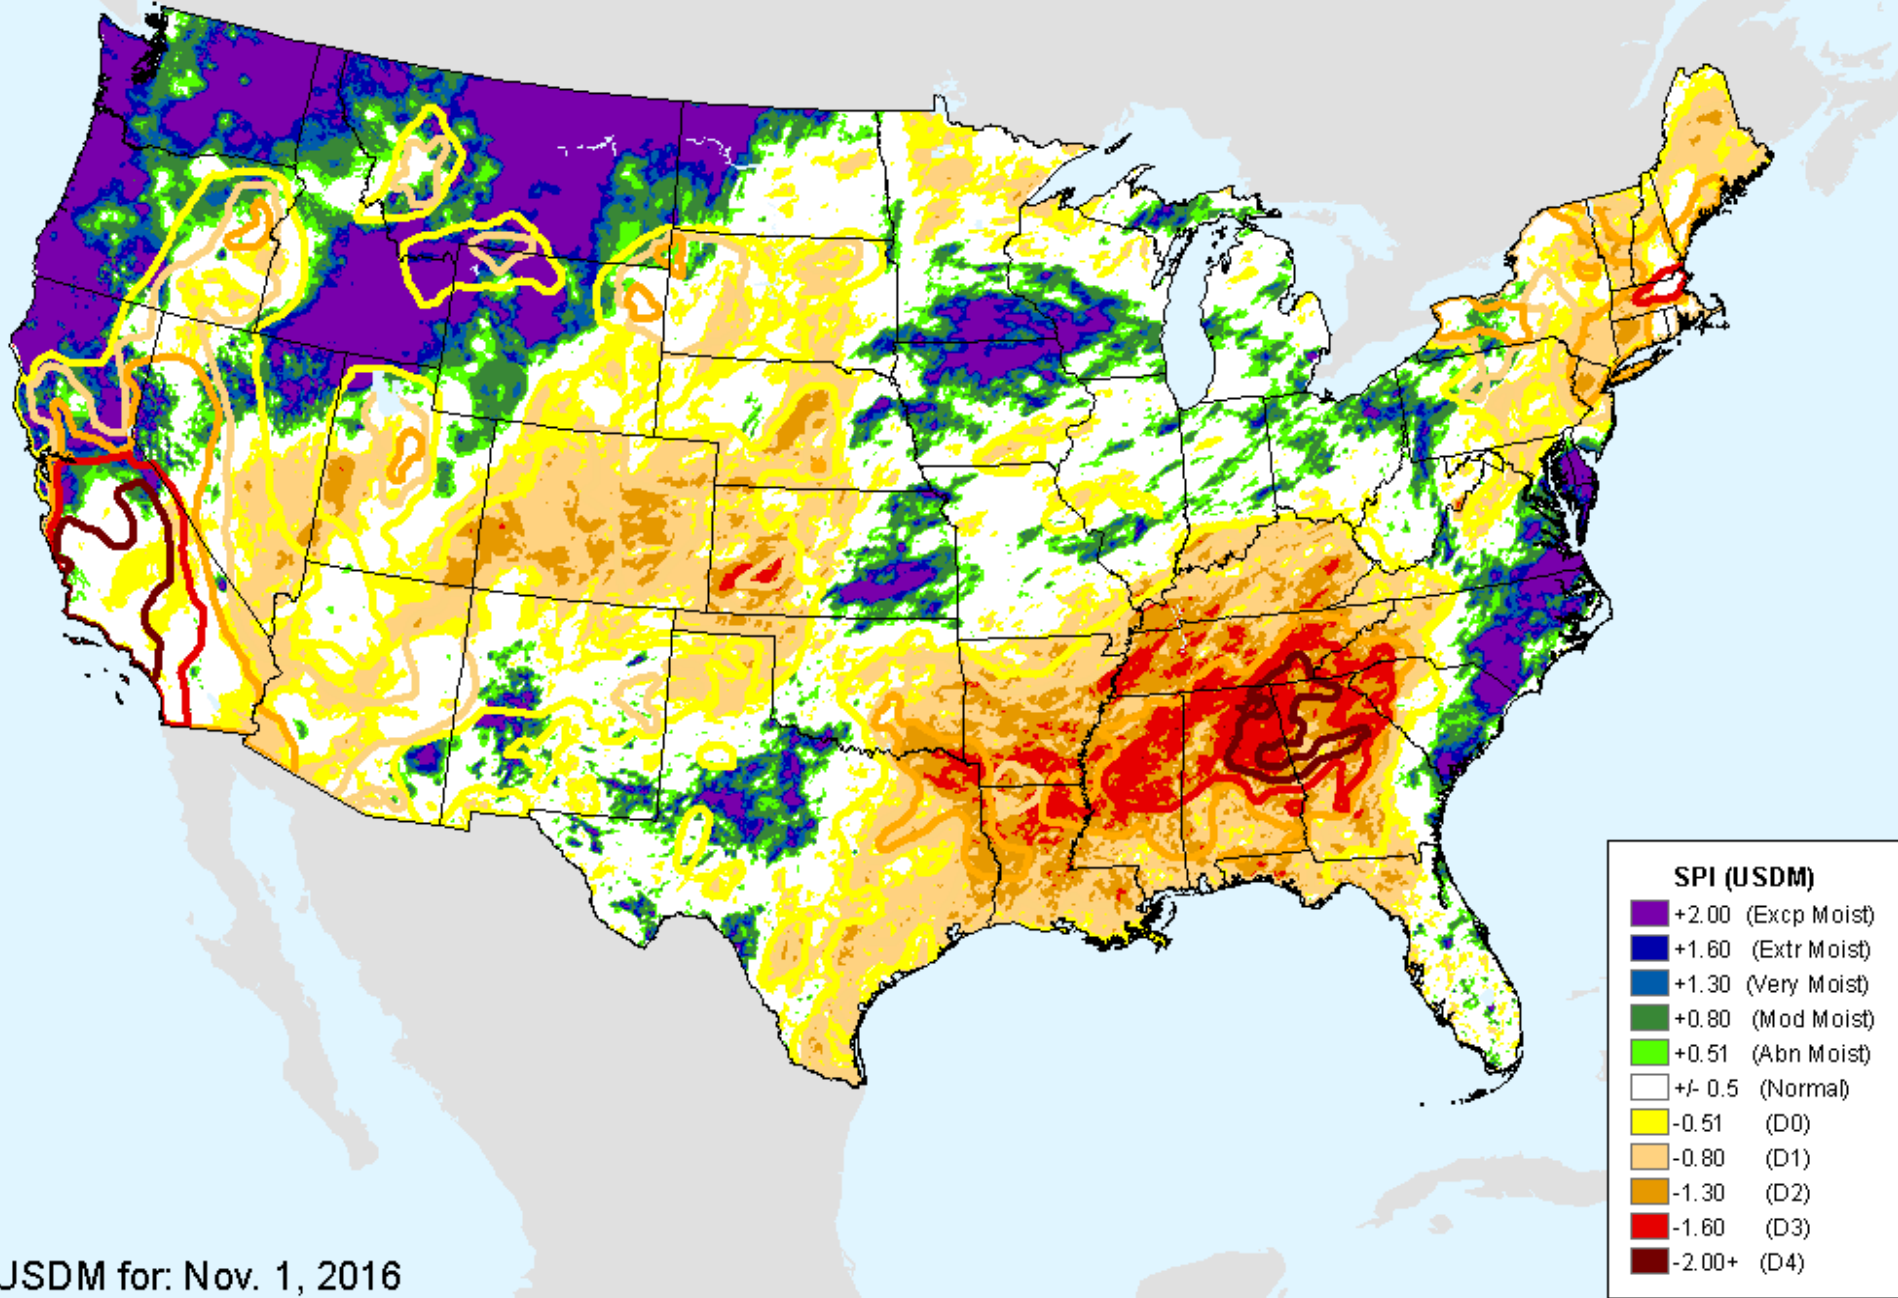 SPI (USDM)
+2.00 (Excp Moist)
+1.60 (Extr Moist)
+1.30 (Very Moist)
+0.80 (Mod Moist)
+0.51 (Abn Moist)
+/- 0.5 (Normal)
-0.51 (D0)
-0.80 (D1)
-1.30 (D2)
-1.60 (D3)
-2.00+ (D4)
USDM for: Nov. 1, 2016